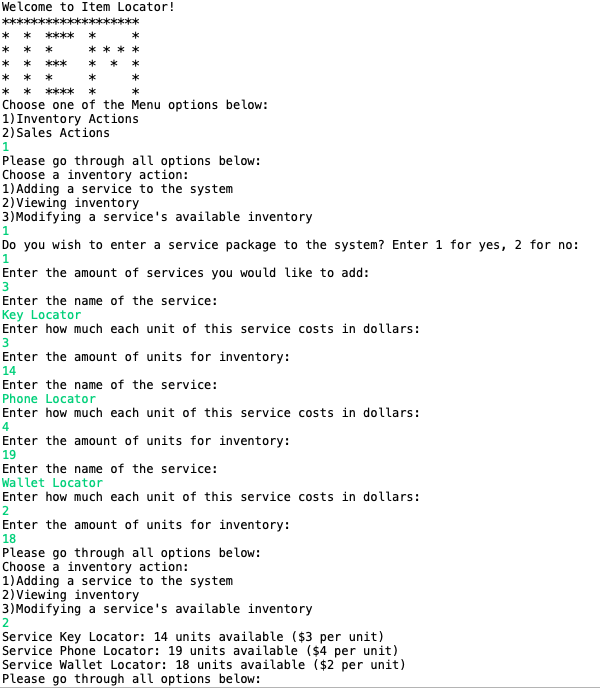 Welcome to Item Locator!
*******************
*  *  ****  *     *
*  *  *     * * * *
*  *  ***   *  *  *
*  *  *     *     *
*  *  ****  *     *
Choose one of the Menu options below:
1)Inventory Actions
2)Sales Actions
1
Please go through all options below:
Choose a inventory action:
1)Adding a service to the system
2)Viewing inventory
3)Modifying a service's available inventory
1
Do you wish to enter a service package to the system? Enter 1 for yes, 2 for no:
1
Enter the amount of services you would like to add:
3
Enter the name of the service:
Key Locator
Enter how much each unit of this service costs in dollars:
3
Enter the amount of units for inventory:
14
Enter the name of the service:
Phone Locator
Enter how much each unit of this service costs in dollars:
4
Enter the amount of units for inventory:
19
Enter the name of the service:
Wallet Locator
Enter how much each unit of this service costs in dollars:
2
Enter the amount of units for inventory:
18
Please go through all options below:
Choose a inventory action:
1)Adding a service to the system
2)Viewing inventory
3)Modifying a service's available inventory
2
Service Key Locator: 14 units available ($3 per unit)
Service Phone Locator: 19 units available ($4 per unit)
Service Wallet Locator: 18 units available ($2 per unit)
Please go through all options below: